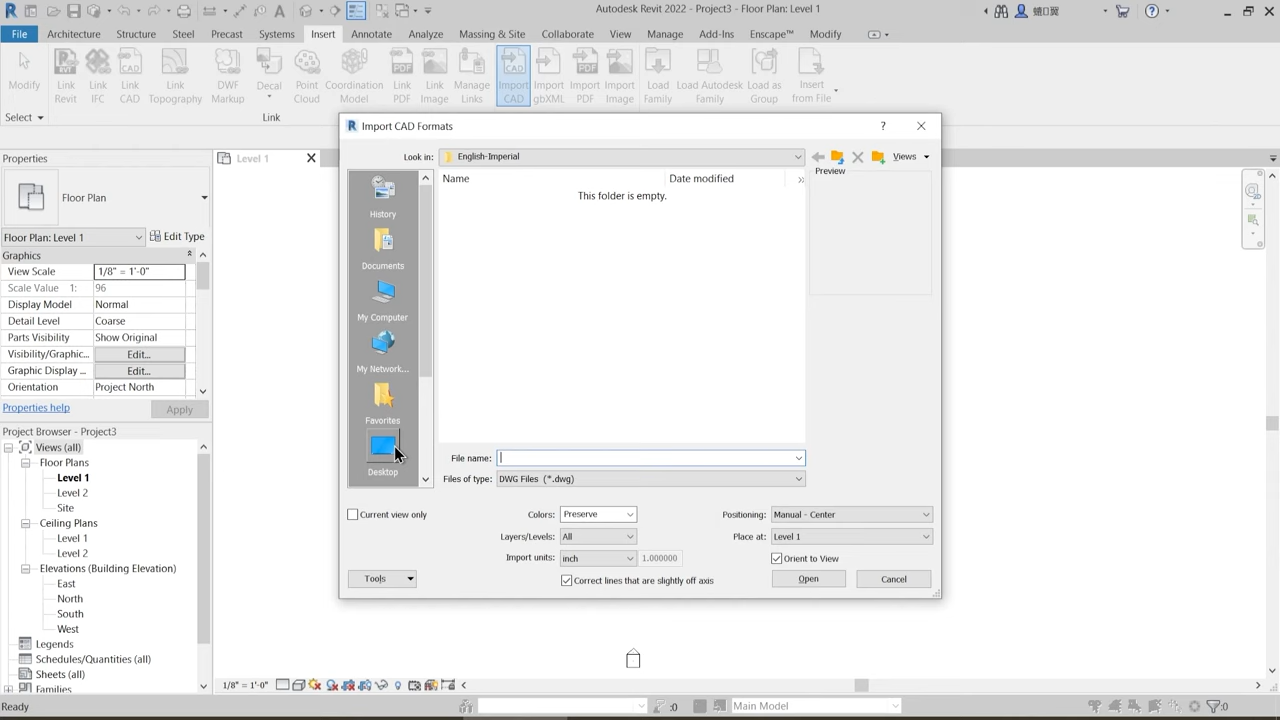 Autodesk Revit 2022 - Project3 - Floor Plan: Level 1
File Architecture Structure Steel Precast Systems Insert Annotate Analyze Massing & Site Collaborate View Manage Add-Ins Enscape™ Modify
Modify
Link Revit
Link IFC
Link CAD
Link Topography
DWF Markup
Decal
Point Cloud
Coordination Model
Link PDF
Link Image
Manage Links
Import CAD
Import gbXML
Import PDF
Import Image
Load Family
Load Autodesk Family
Load as Group
Insert from File
Select
Link
Properties
Floor Plan
Floor Plan: Level 1 Edit Type
Graphics
View Scale 1/8" = 1'-0"
Scale Value 1: 96
Display Model Normal
Detail Level Coarse
Parts Visibility Show Original
Visibility/Graphic... Edit...
Graphic Display ... Edit...
Orientation Project North
Properties help Apply
Project Browser - Project3
Views (all)
Floor Plans
Level 1
Level 2
Site
Ceiling Plans
Level 1
Level 2
Elevations (Building Elevation)
East
North
South
West
Legends
Schedules/Quantities (all)
Sheets (all)
Families
Level 1
Import CAD Formats
Look in: English-Imperial Views
Name Date modified
Preview
This folder is empty.
History
Documents
My Computer
My Network...
Favorites
Desktop
File name:
Files of type: DWG Files (*.dwg)
Current view only
Colors: Preserve
Positioning: Manual - Center
Layers/Levels: All
Place at: Level 1
Import units: inch 1.000000
Orient to View
Correct lines that are slightly off axis
Tools
Open
Cancel
1/8" = 1'-0"
Ready
:0
Main Model
:0